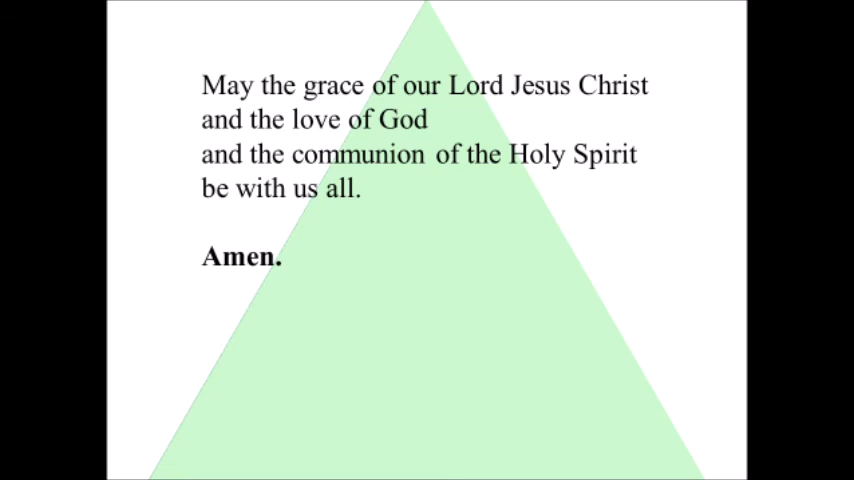 May the grace of our Lord Jesus Christ
and the love of God
and the communion of the Holy Spirit
be with us all.
Amen.